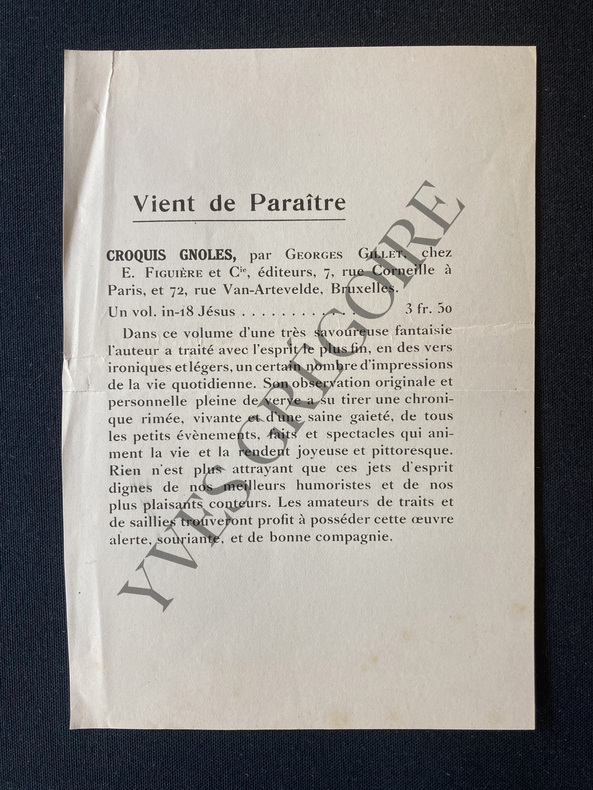 Vient de Paraître
CROQUIS GNOLES, par GEORGES GILLET, chez
E. FIGUIÈRE et Cie, éditeurs, 7, rue Corneille à
Paris, et 72, rue Van-Artevelde, Bruxelles.
Un vol. in-18 Jésus . . . . . . . . . . . . 3 fr. 50
Dans ce volume d'une très savoureuse fantaisie
l'auteur a traité avec l'esprit le plus fin, en des vers
ironiques et légers, un certain nombre d'impressions
de la vie quotidienne. Son observation originale et
personnelle pleine de verve a su tirer une chroni-
que rimée, vivante et d'une saine gaieté, de tous
les petits évènements, faits et spectacles qui ani-
ment la vie et la rendent joyeuse et pittoresque.
Rien n'est plus attrayant que ces jets d'esprit
dignes de nos meilleurs humoristes et de nos
plus plaisants conteurs. Les amateurs de traits et
de saillies trouveront profit à posséder cette œuvre
alerte, souriante, et de bonne compagnie.
YVES GRÉGOIRE